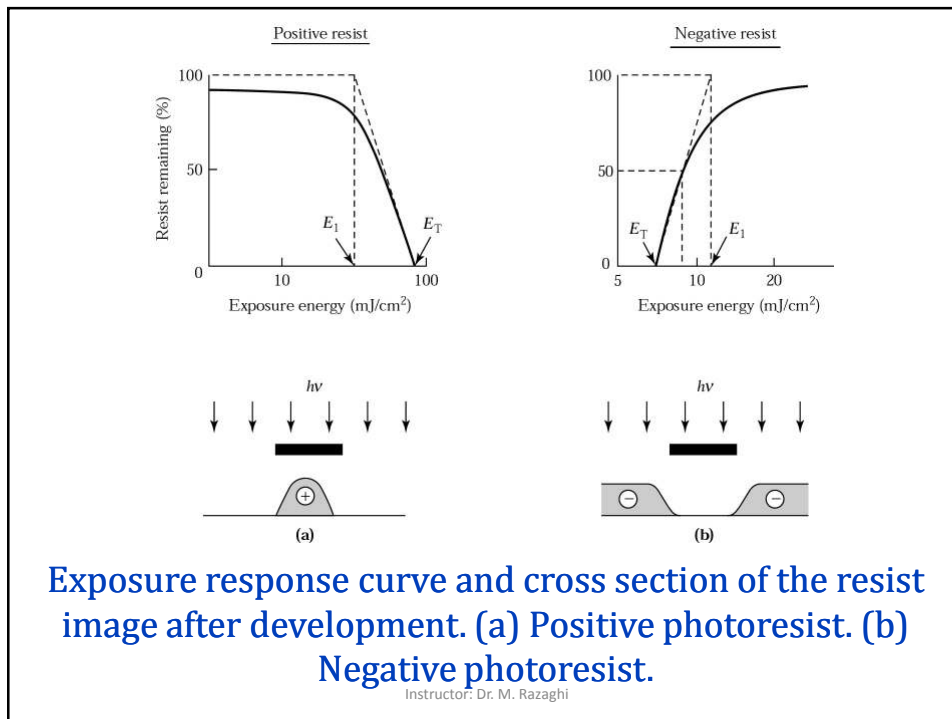 Positive resist
Negative resist
Resist remaining (%)
100
50
0
E1
ET
10
100
Exposure energy (mJ/cm²)
100
50
0
ET
E1
5
10
20
Exposure energy (mJ/cm²)
hν
hν
+
−
−
(a)
(b)
Exposure response curve and cross section of the resist
image after development. (a) Positive photoresist. (b)
Negative photoresist.
Instructor: Dr. M. Razaghi